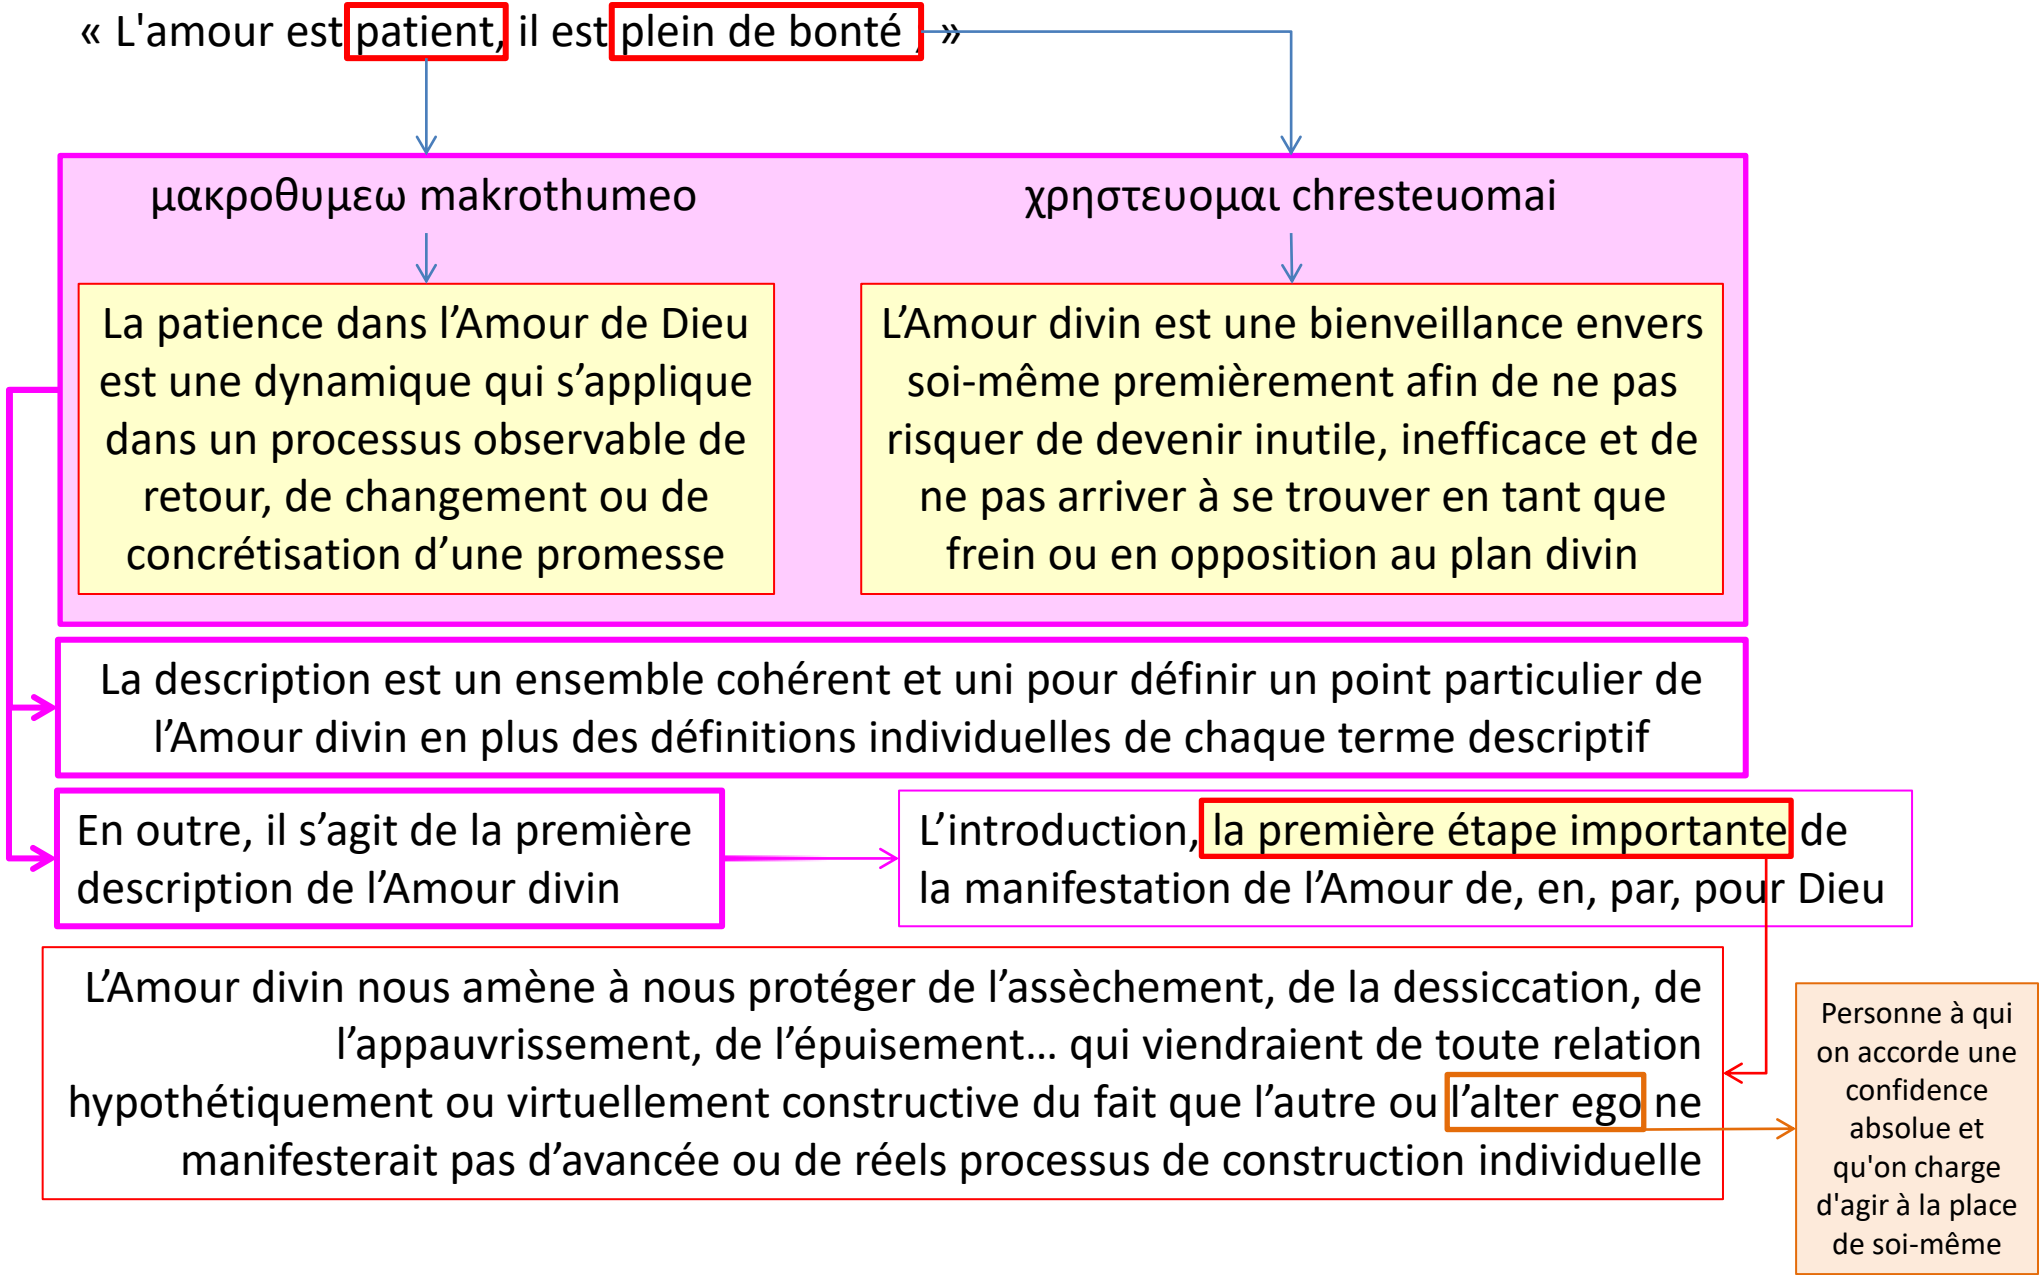 « L'amour est patient, il est plein de bonté ; »
μακροθυμεω makrothumeo
χρηστευομαι chresteuomai
La patience dans l’Amour de Dieu
est une dynamique qui s’applique
dans un processus observable de
retour, de changement ou de
concrétisation d’une promesse
L’Amour divin est une bienveillance envers
soi-même premièrement afin de ne pas
risquer de devenir inutile, inefficace et de
ne pas arriver à se trouver en tant que
frein ou en opposition au plan divin
La description est un ensemble cohérent et uni pour définir un point particulier de
l’Amour divin en plus des définitions individuelles de chaque terme descriptif
En outre, il s’agit de la première
description de l’Amour divin
L’introduction, la première étape importante de
la manifestation de l’Amour de, en, par, pour Dieu
L’Amour divin nous amène à nous protéger de l’assèchement, de la dessiccation, de
l’appauvrissement, de l’épuisement… qui viendraient de toute relation
hypothétiquement ou virtuellement constructive du fait que l’autre ou l’alter ego ne
manifesterait pas d’avancée ou de réels processus de construction individuelle
Personne à qui
on accorde une
confidence
absolue et
qu'on charge
d'agir à la place
de soi-même